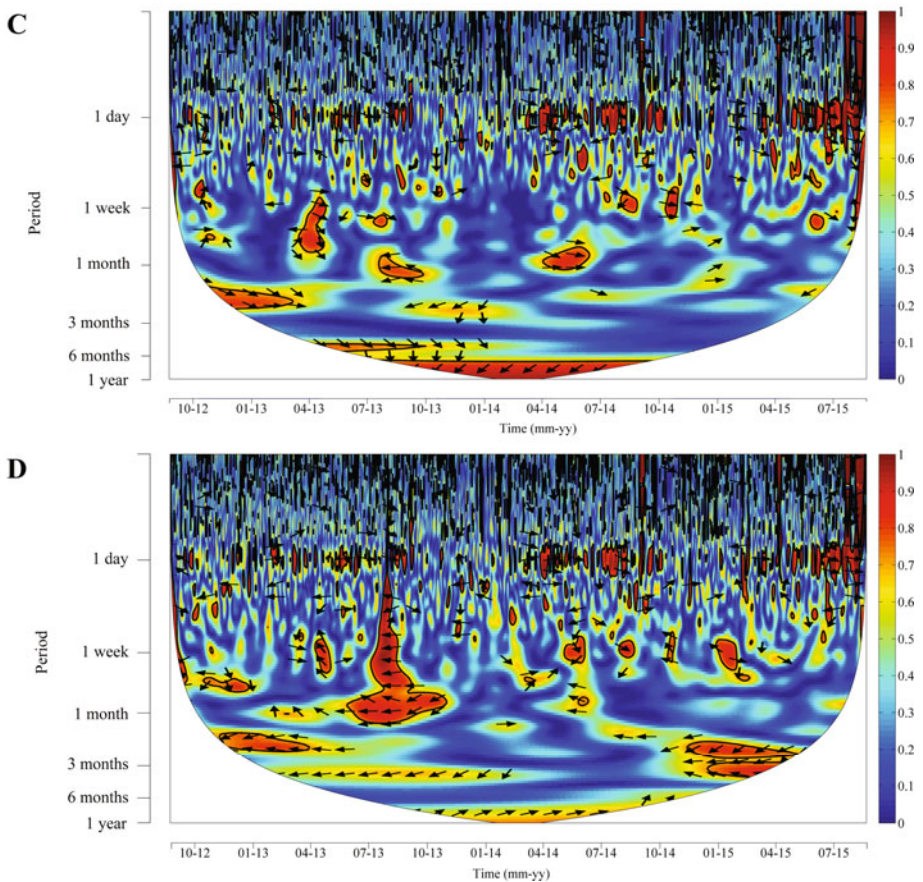 C
Period
1 day
1 week
1 month
3 months
6 months
1 year
10-12 01-13 04-13 07-13 10-13 01-14 04-14 07-14 10-14 01-15 04-15 07-15
Time (mm-yy)
1
0.9
0.8
0.7
0.6
0.5
0.4
0.3
0.2
0.1
0
D
Period
1 day
1 week
1 month
3 months
6 months
1 year
10-12 01-13 04-13 07-13 10-13 01-14 04-14 07-14 10-14 01-15 04-15 07-15
Time (mm-yy)
1
0.9
0.8
0.7
0.6
0.5
0.4
0.3
0.2
0.1
0